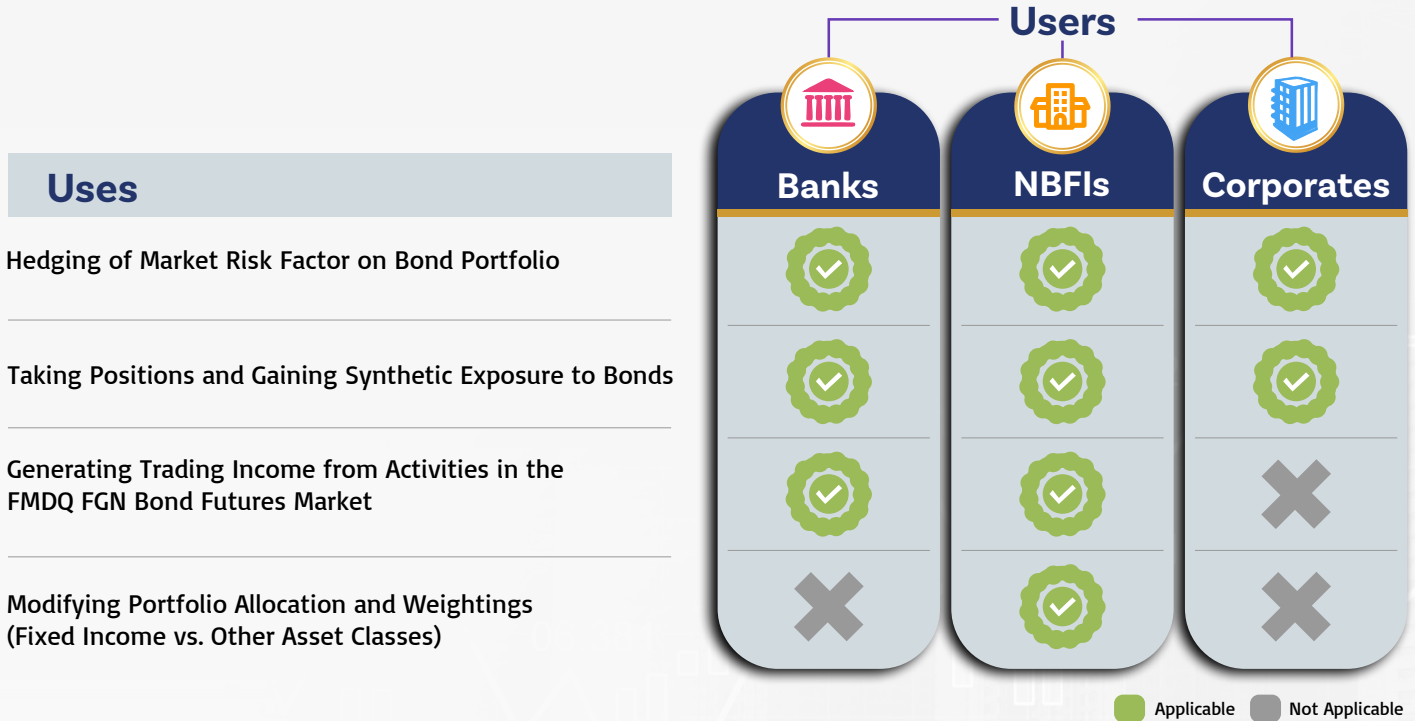 Users
Banks
NBFIs
Corporates
Uses
Hedging of Market Risk Factor on Bond Portfolio
Taking Positions and Gaining Synthetic Exposure to Bonds
Generating Trading Income from Activities in the
FMDQ FGN Bond Futures Market
Modifying Portfolio Allocation and Weightings
(Fixed Income vs. Other Asset Classes)
Applicable
Not Applicable